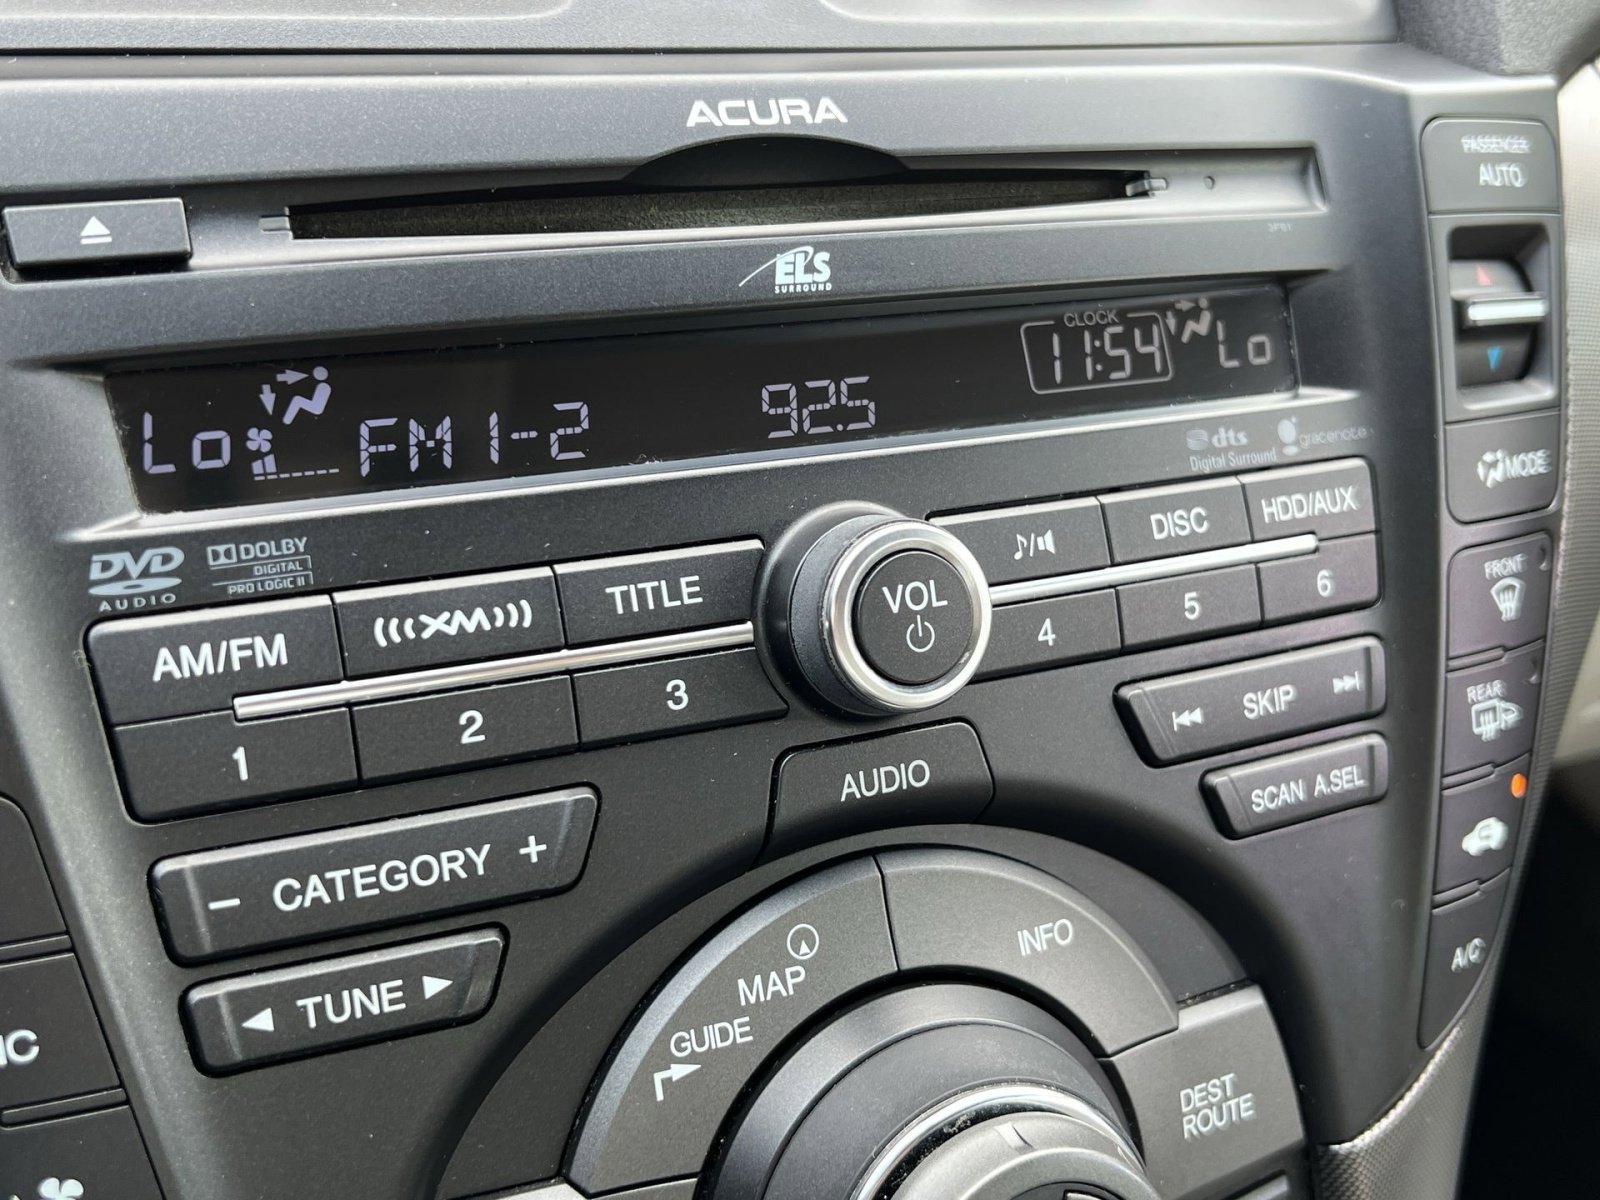 ACURA
PASSENGER
AUTO
ELS
SURROUND
CLOCK
11:54
Lo
Lo
FM1-2
92.5
dts
Digital Surround
gracenote
MODE
DVD
AUDIO
DOLBY
DIGITAL
PRO LOGIC II
AM/FM
XM
TITLE
VOL
DISC
HDD/AUX
1
2
3
4
5
6
FRONT
REAR
SKIP
SCAN A.SEL
AUDIO
- CATEGORY +
TUNE
MAP
GUIDE
INFO
DEST
ROUTE
A/C